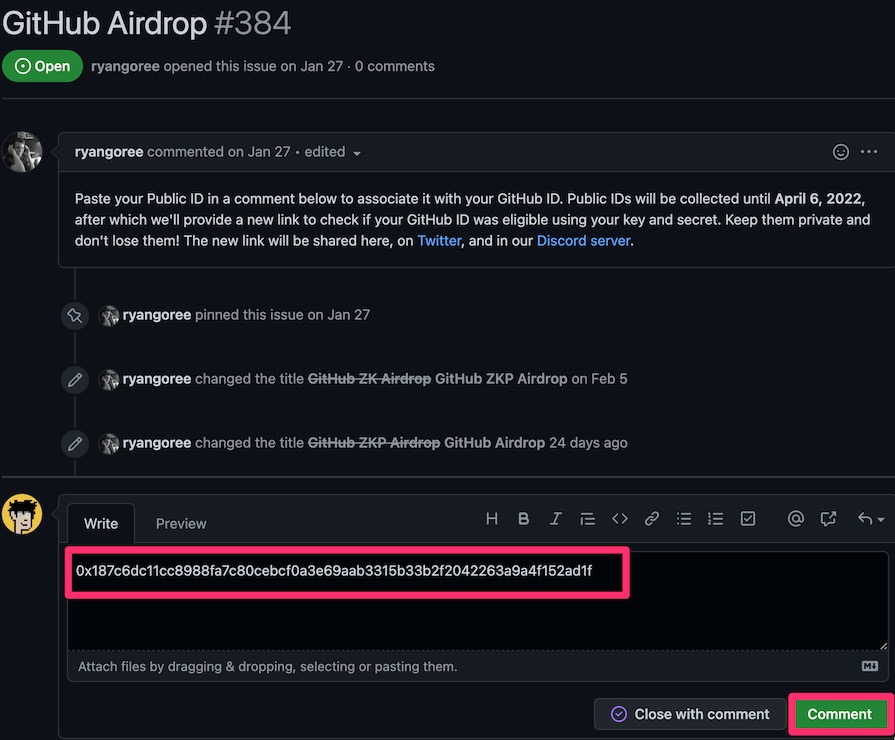 GitHub Airdrop #384
Open ryangoree opened this issue on Jan 27 · 0 comments
ryangoree commented on Jan 27 • edited
Paste your Public ID in a comment below to associate it with your GitHub ID. Public IDs will be collected until April 6, 2022,
after which we'll provide a new link to check if your GitHub ID was eligible using your key and secret. Keep them private and
don't lose them! The new link will be shared here, on Twitter, and in our Discord server.
ryangoree pinned this issue on Jan 27
ryangoree changed the title GitHub ZK Airdrop GitHub ZKP Airdrop on Feb 5
ryangoree changed the title GitHub ZKP Airdrop GitHub Airdrop 24 days ago
Write Preview
0x187c6dc11cc8988fa7c80cebcf0a3e69aab3315b33b2f2042263a9a4f152ad1f
Attach files by dragging & dropping, selecting or pasting them.
Close with comment Comment